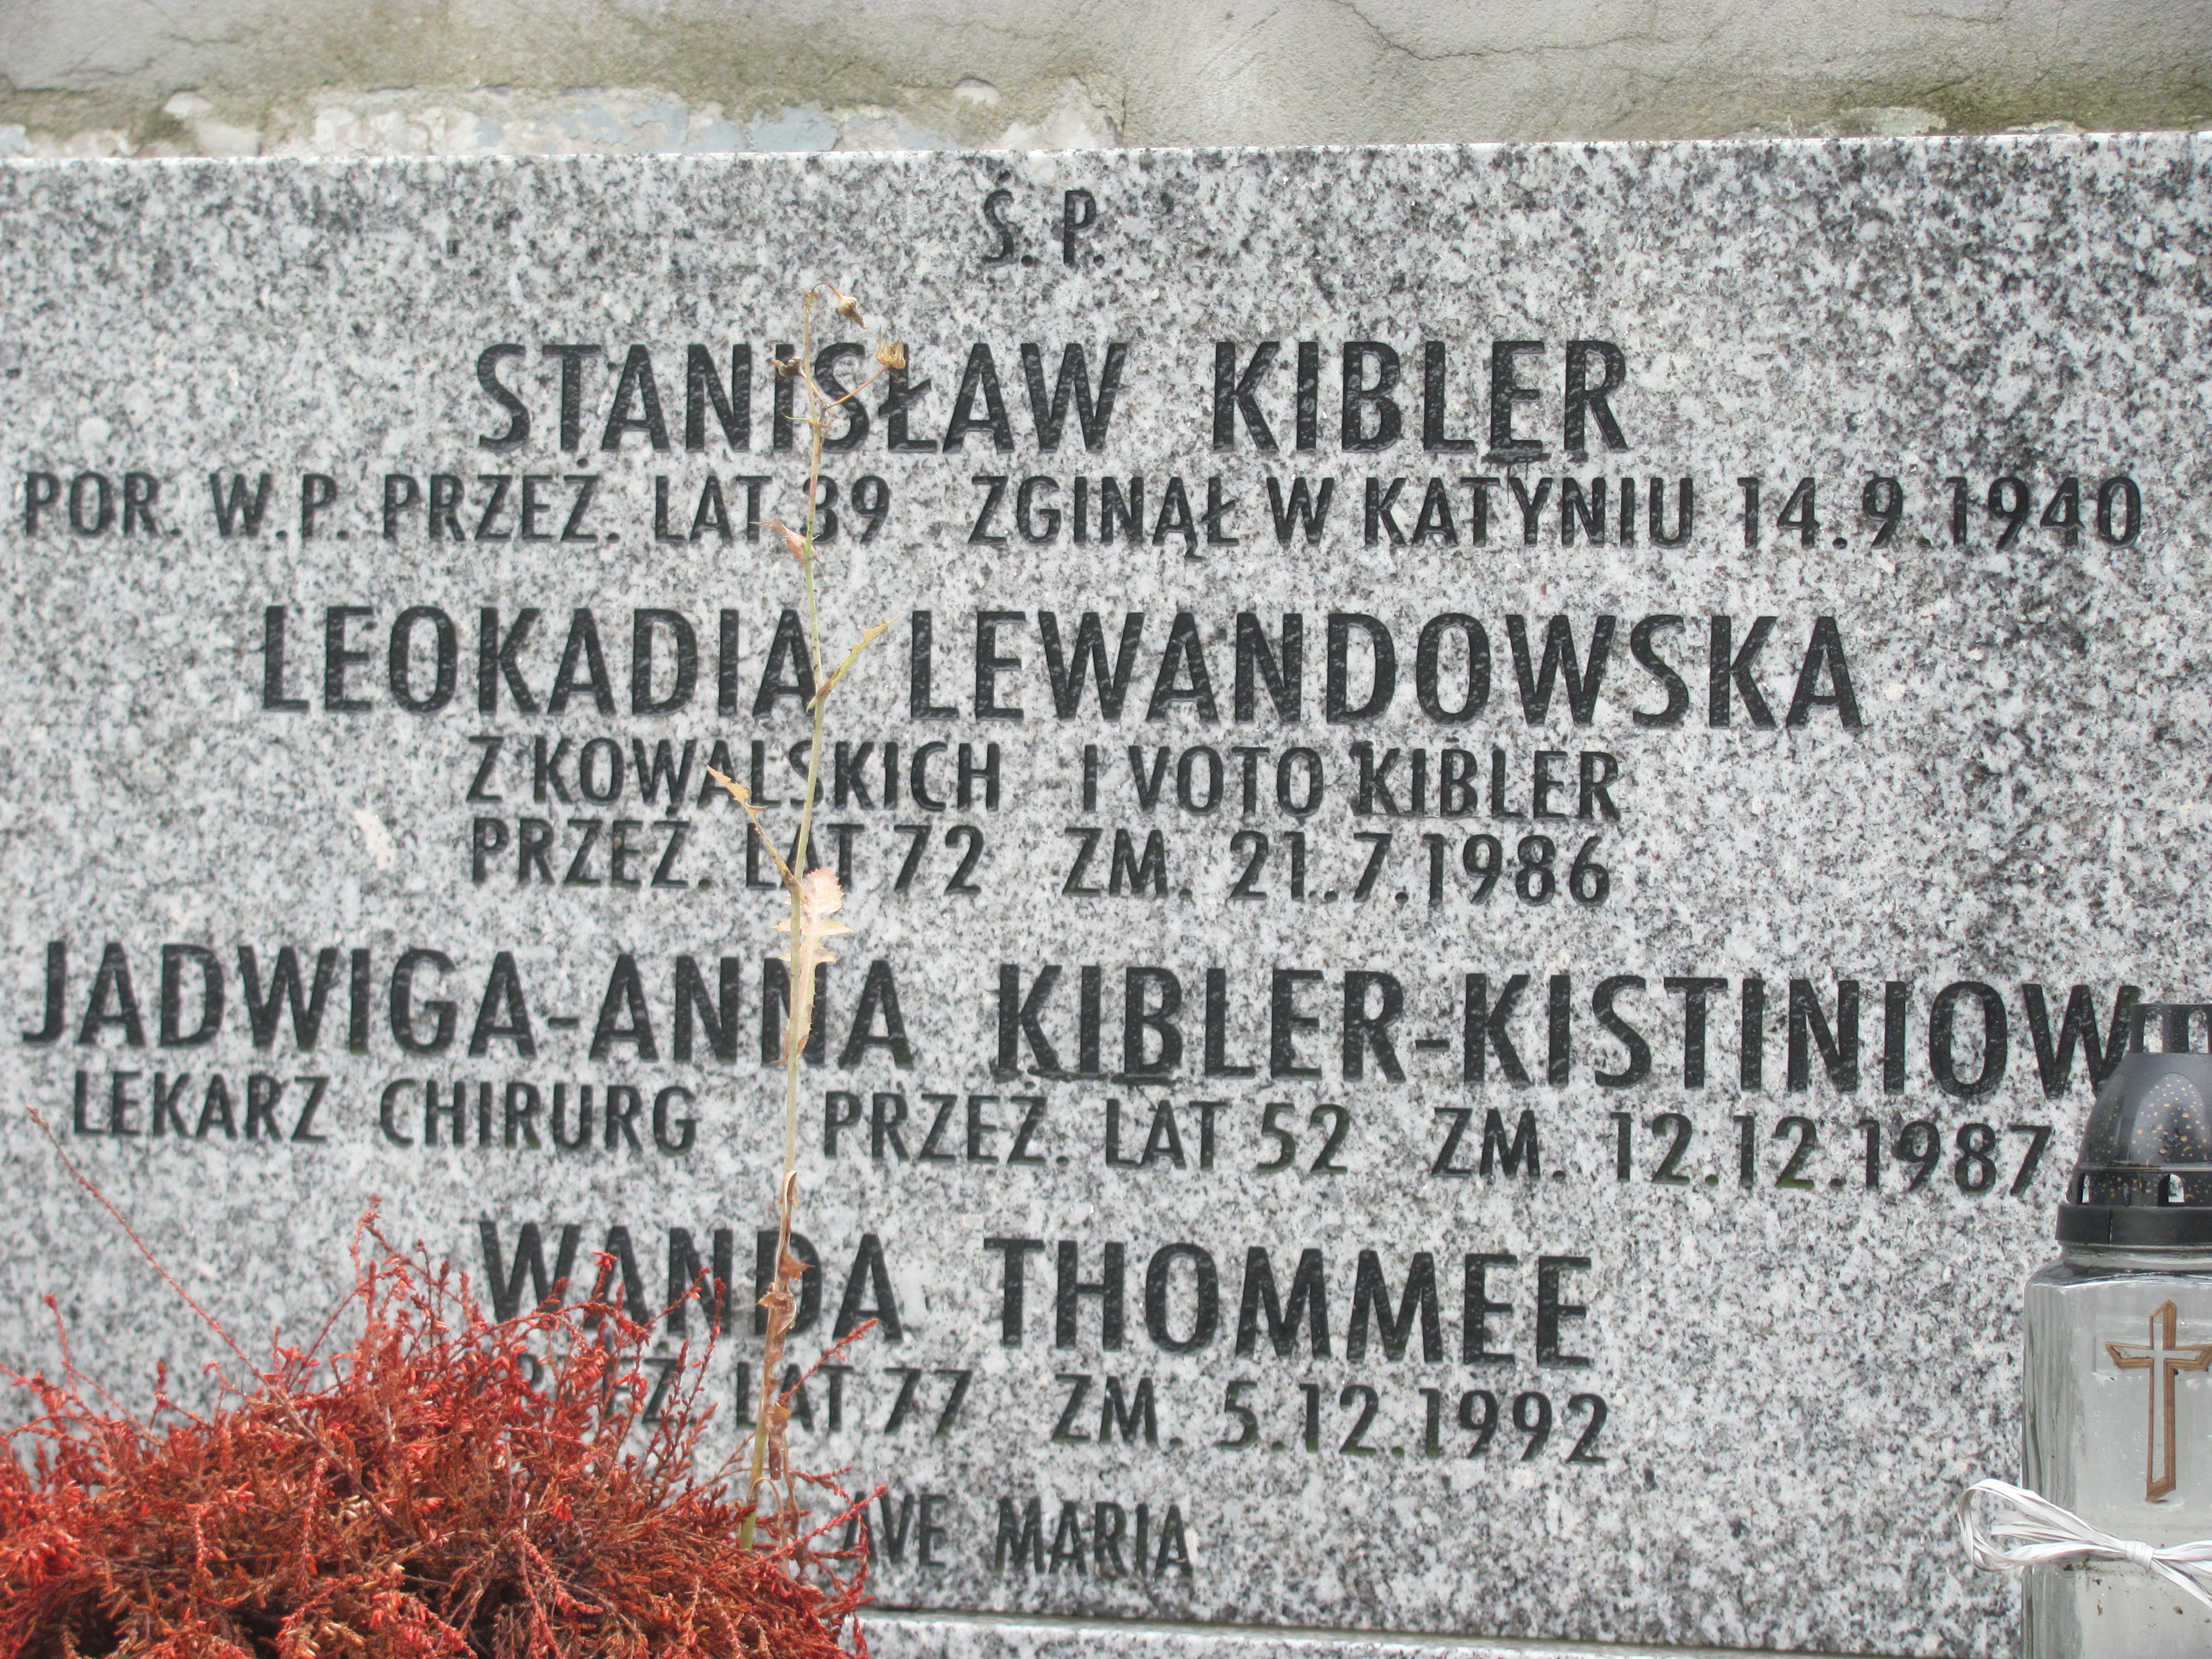 S. P.
STANISŁAW KIBLER
POR. W.P. PRZEŻ. LAT 39 ZGINĄŁ W KATYNIU 14.9.1940
LEOKADIA LEWANDOWSKA
Z KOWALSKICH I VOTO KIBLER
PRZEŻ. LAT 72 ZM. 21.7.1986
JADWIGA-ANNA KIBLER-KISTINIOW
LEKARZ CHIRURG PRZEŻ. LAT 52 ZM. 12.12.1987
WANDA THOMMEE
PRZEŻ. LAT 77 ZM. 5.12.1992
AVE MARIA